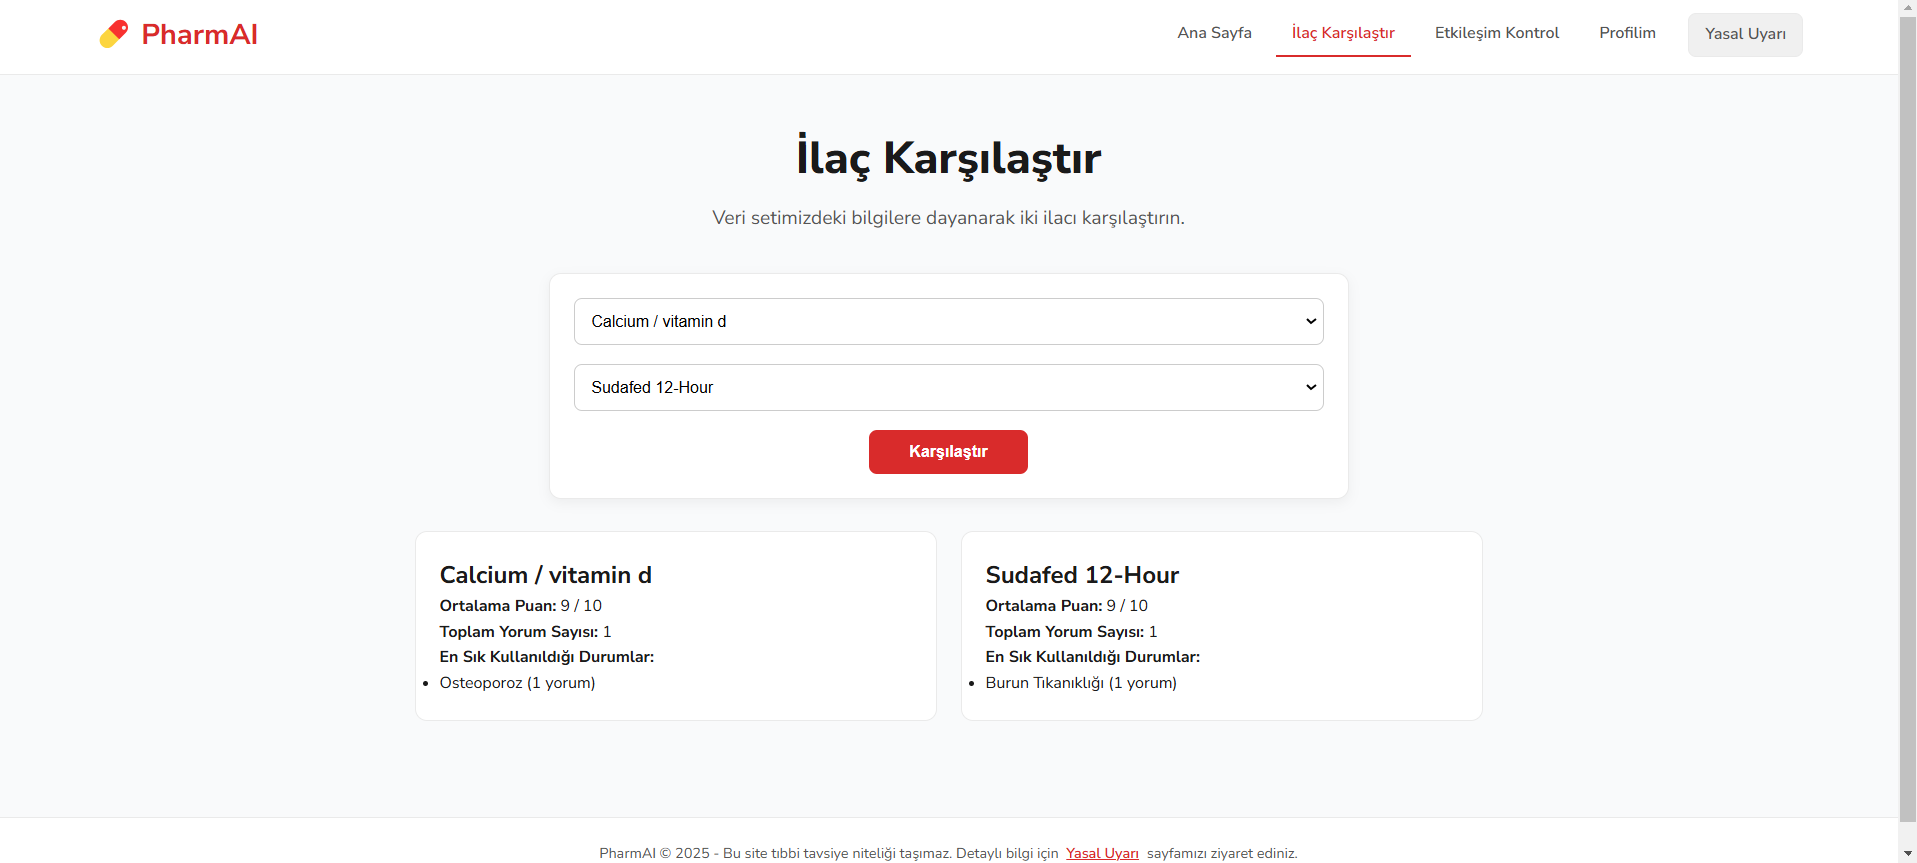 PharmAI
Ana Sayfa
İlaç Karşılaştır
Etkileşim Kontrol
Profilim
Yasal Uyarı
İlaç Karşılaştır
Veri setimizdeki bilgilere dayanarak iki ilacı karşılaştırın.
Calcium / vitamin d
Sudafed 12-Hour
Karşılaştır
Calcium / vitamin d
Ortalama Puan: 9 / 10
Toplam Yorum Sayısı: 1
En Sık Kullanıldığı Durumlar:
• Osteoporoz (1 yorum)
Sudafed 12-Hour
Ortalama Puan: 9 / 10
Toplam Yorum Sayısı: 1
En Sık Kullanıldığı Durumlar:
• Burun Tıkanıklığı (1 yorum)
PharmAI © 2025 - Bu site tıbbi tavsiye niteliği taşımaz. Detaylı bilgi için Yasal Uyarı sayfamızı ziyaret ediniz.